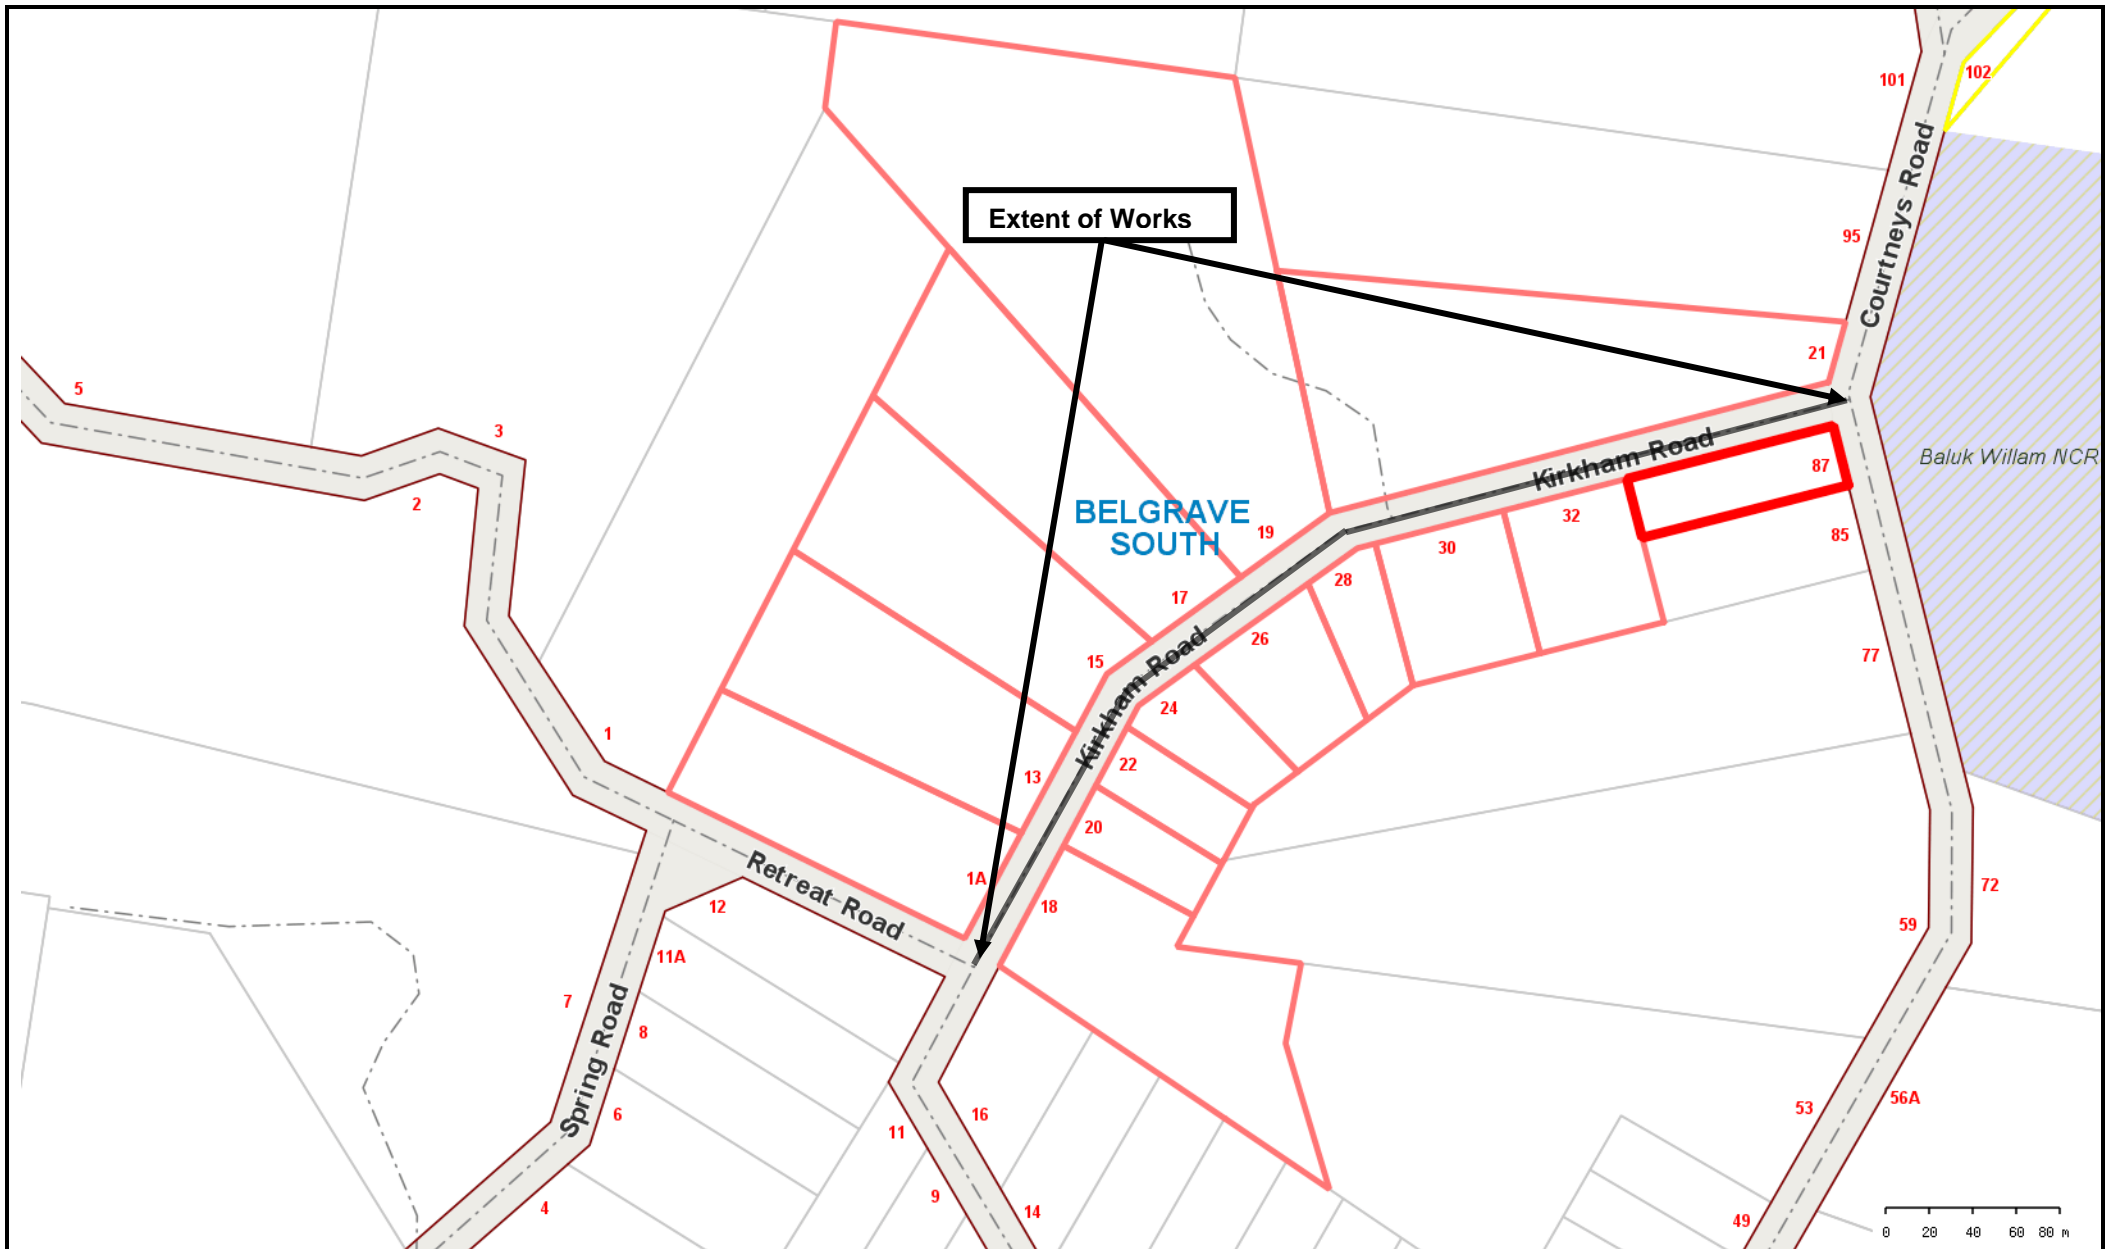 101
102
Courtneys Road
Extent of Works
95
21
5
3
Kirkham Road
87
Baluk Willam NCR
2
BELGRAVE
SOUTH
19
32
30
85
28
17
26
15
Kirkham Road
77
24
1
22
13
20
Retreat Road
1A
72
12
18
59
11A
7
8
Spring Road
56A
53
6
16
11
9
4
14
49
0 20 40 60 80 m